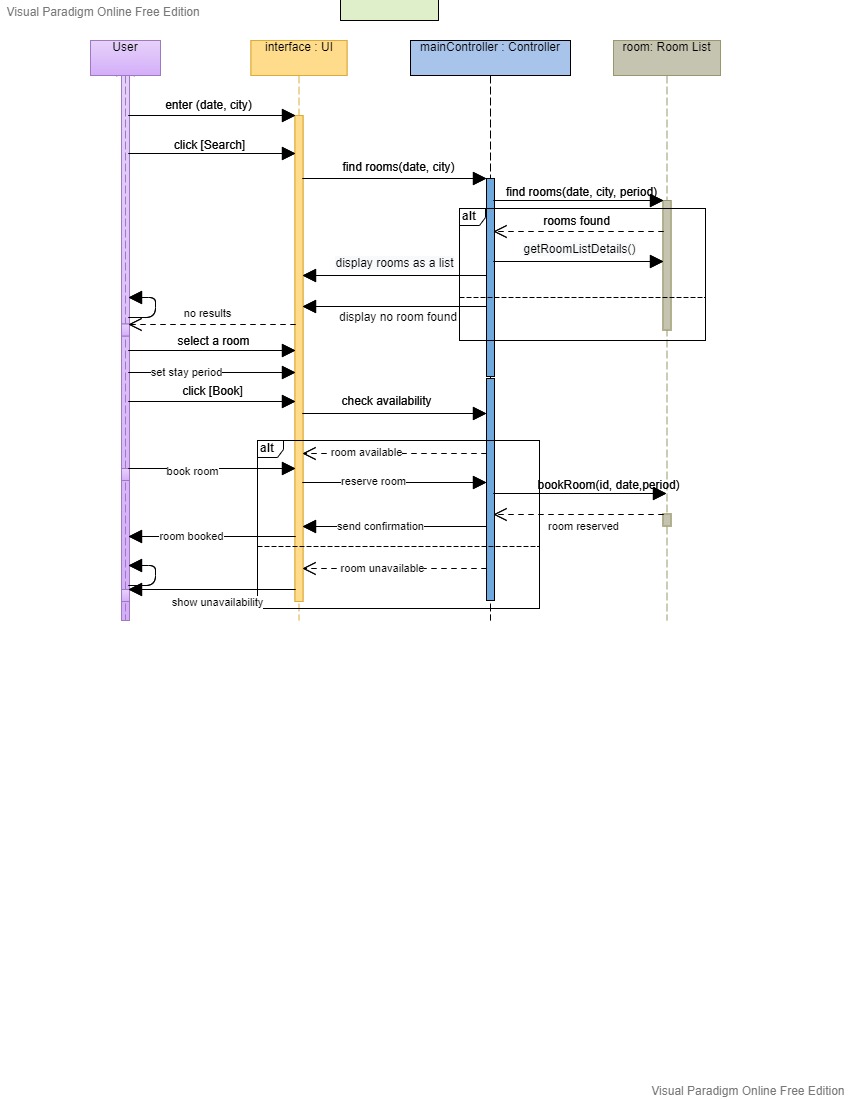 Visual Paradigm Online Free Edition
User
interface : UI
mainController : Controller
room: Room List
enter (date, city)
click [Search]
find rooms(date, city)
find rooms(date, city, period)
alt
rooms found
getRoomListDetails()
display rooms as a list
no results
display no room found
select a room
set stay period
click [Book]
check availability
alt
room available
book room
reserve room
bookRoom(id, date,period)
send confirmation
room reserved
room booked
room unavailable
show unavailability
Visual Paradigm Online Free Edition